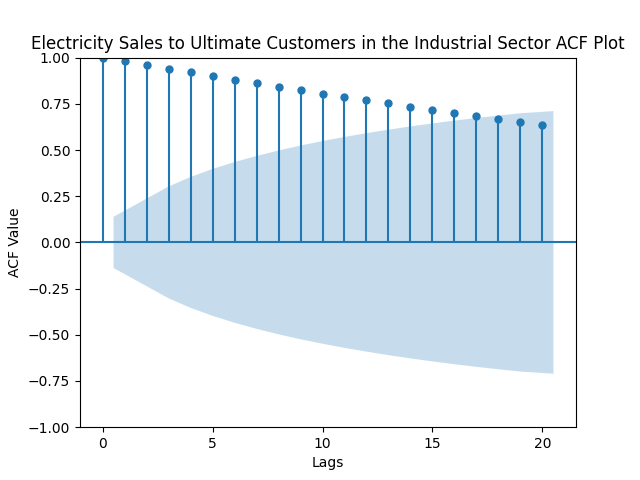 Electricity Sales to Ultimate Customers in the Industrial Sector ACF Plot
1.00
0.75
0.50
0.25
0.00
−0.25
−0.50
−0.75
−1.00
ACF Value
0 5 10 15 20
Lags